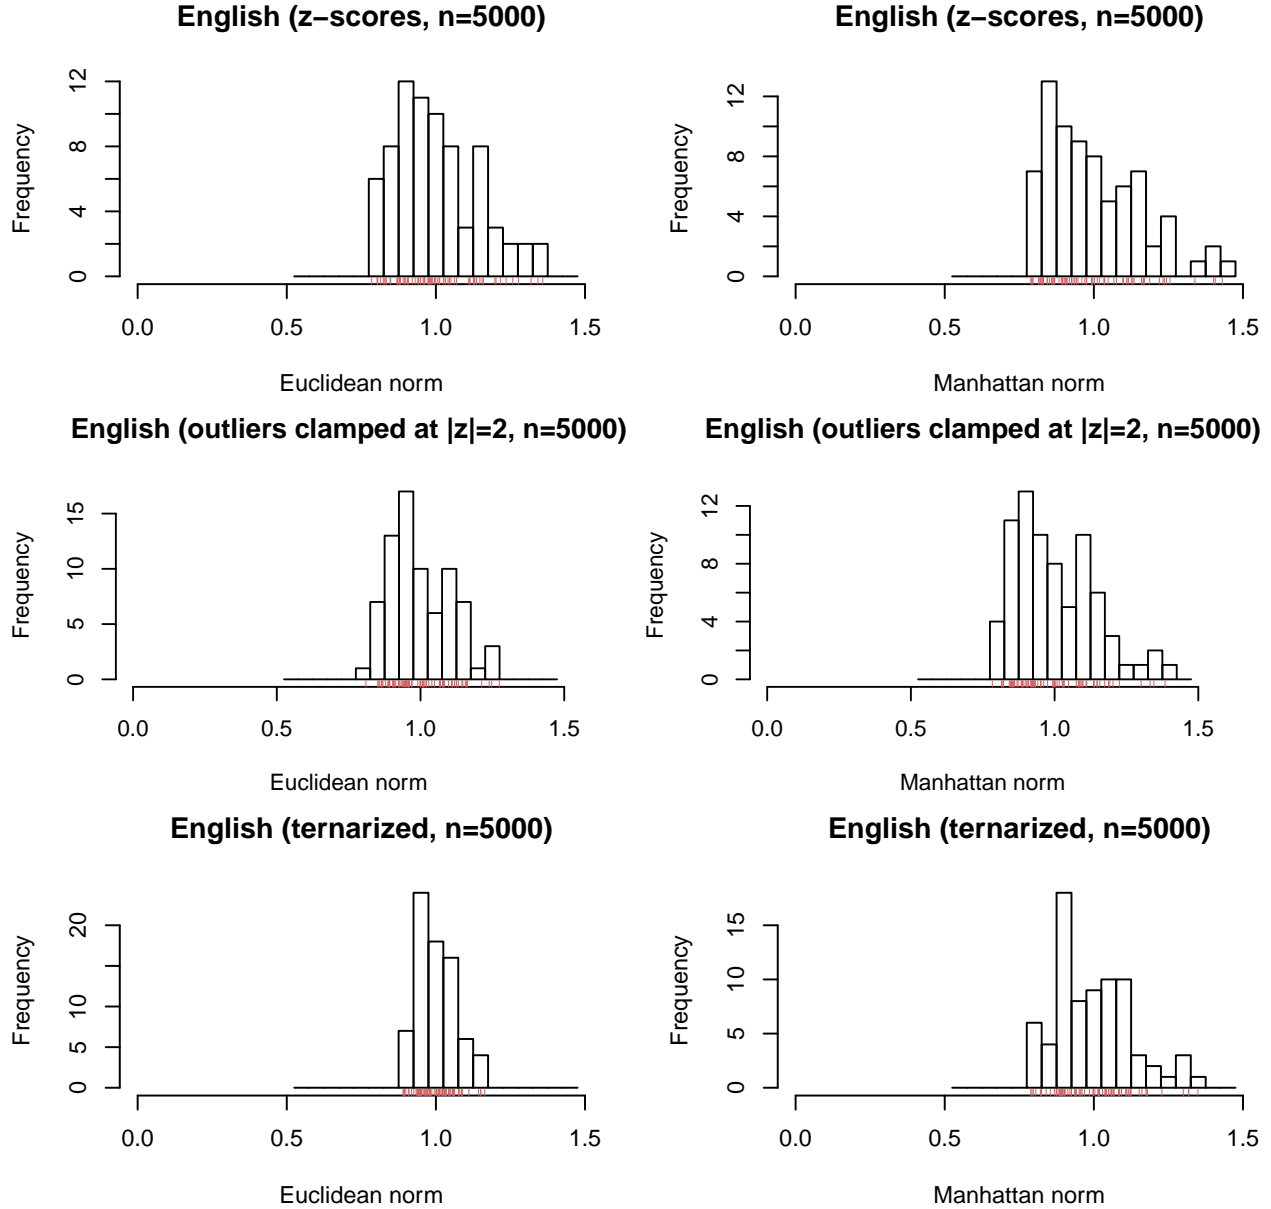 English (z−scores, n=5000)
Frequency
0 4 8 12
0.0 0.5 1.0 1.5
Euclidean norm
English (z−scores, n=5000)
Frequency
0 4 8 12
0.0 0.5 1.0 1.5
Manhattan norm
English (outliers clamped at |z|=2, n=5000)
Frequency
0 5 10 15
0.0 0.5 1.0 1.5
Euclidean norm
English (outliers clamped at |z|=2, n=5000)
Frequency
0 4 8 12
0.0 0.5 1.0 1.5
Manhattan norm
English (ternarized, n=5000)
Frequency
0 5 10 20
0.0 0.5 1.0 1.5
Euclidean norm
English (ternarized, n=5000)
Frequency
0 5 10 15
0.0 0.5 1.0 1.5
Manhattan norm